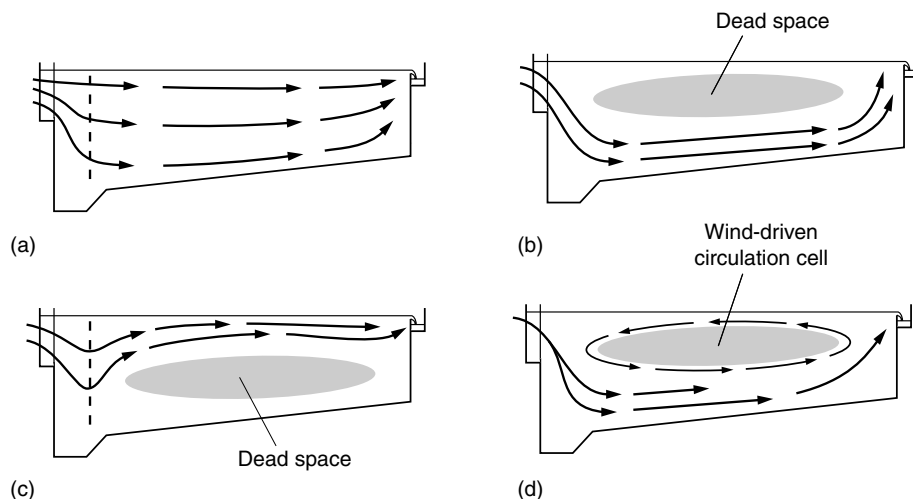 Dead space
(a)
(b)
Wind-driven
circulation cell
Dead space
(c)
(d)